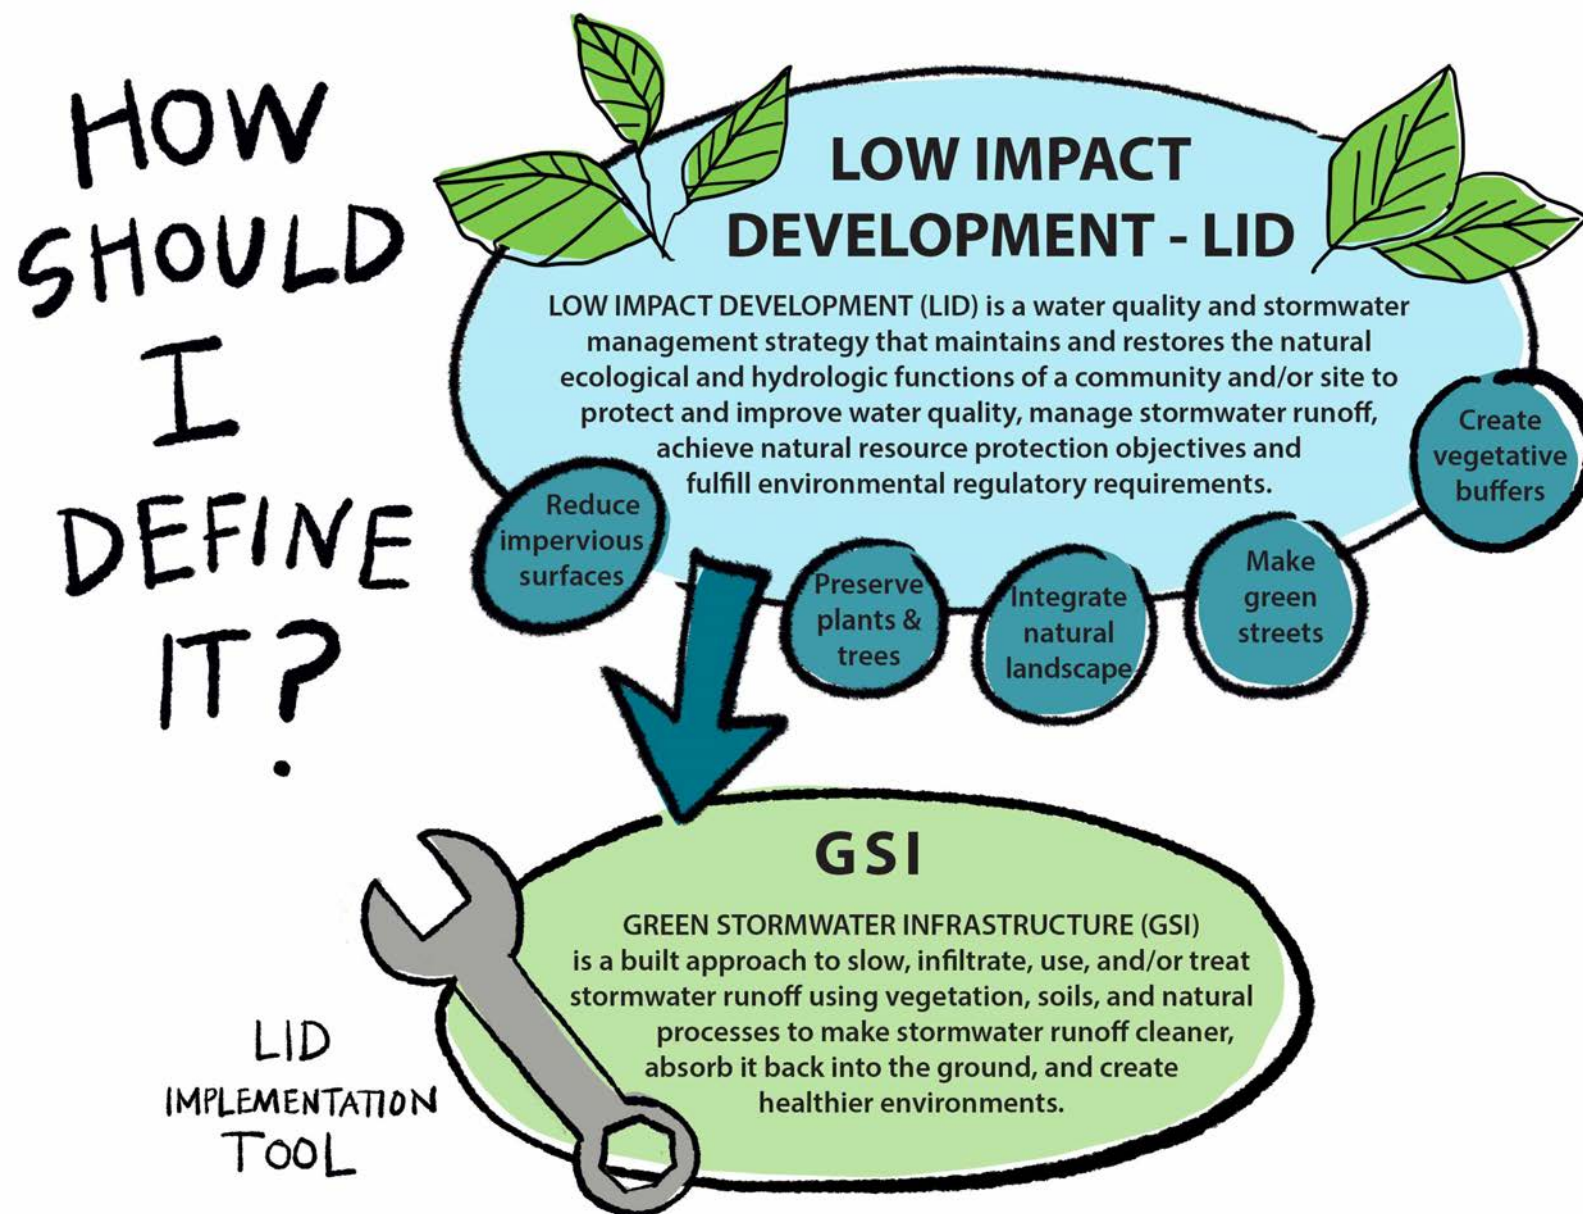 HOW
SHOULD
I
DEFINE
IT?
LOW IMPACT
DEVELOPMENT - LID
LOW IMPACT DEVELOPMENT (LID) is a water quality and stormwater
management strategy that maintains and restores the natural
ecological and hydrologic functions of a community and/or site to
protect and improve water quality, manage stormwater runoff,
achieve natural resource protection objectives and
fulfill environmental regulatory requirements.
Reduce
impervious
surfaces
Preserve
plants &
trees
Integrate
natural
landscape
Make
green
streets
Create
vegetative
buffers
GSI
GREEN STORMWATER INFRASTRUCTURE (GSI)
is a built approach to slow, infiltrate, use, and/or treat
stormwater runoff using vegetation, soils, and natural
processes to make stormwater runoff cleaner,
absorb it back into the ground, and create
healthier environments.
LID
IMPLEMENTATION
TOOL